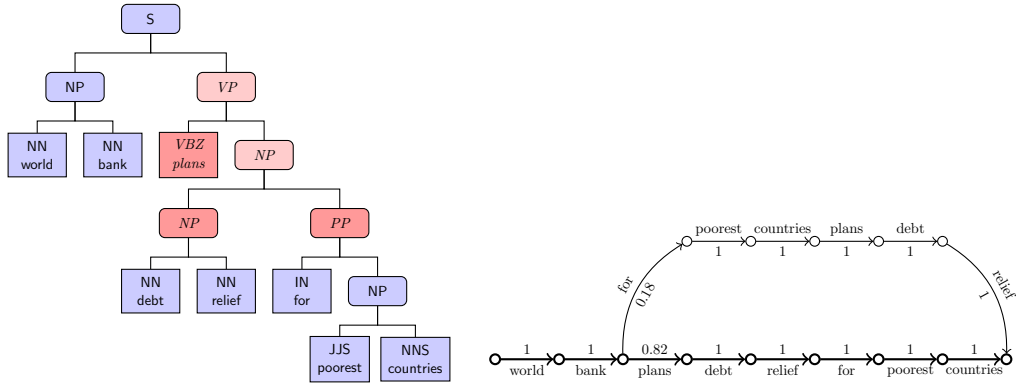 S
NP
VP
NN
world
NN
bank
VBZ
plans
NP
NP
PP
NN
debt
NN
relief
IN
for
NP
JJS
poorest
NNS
countries
poorest countries plans debt
1 1 1 1
for
0.18
relief
1
1 1 0.82 1 1 1 1 1
world bank plans debt relief for poorest countries